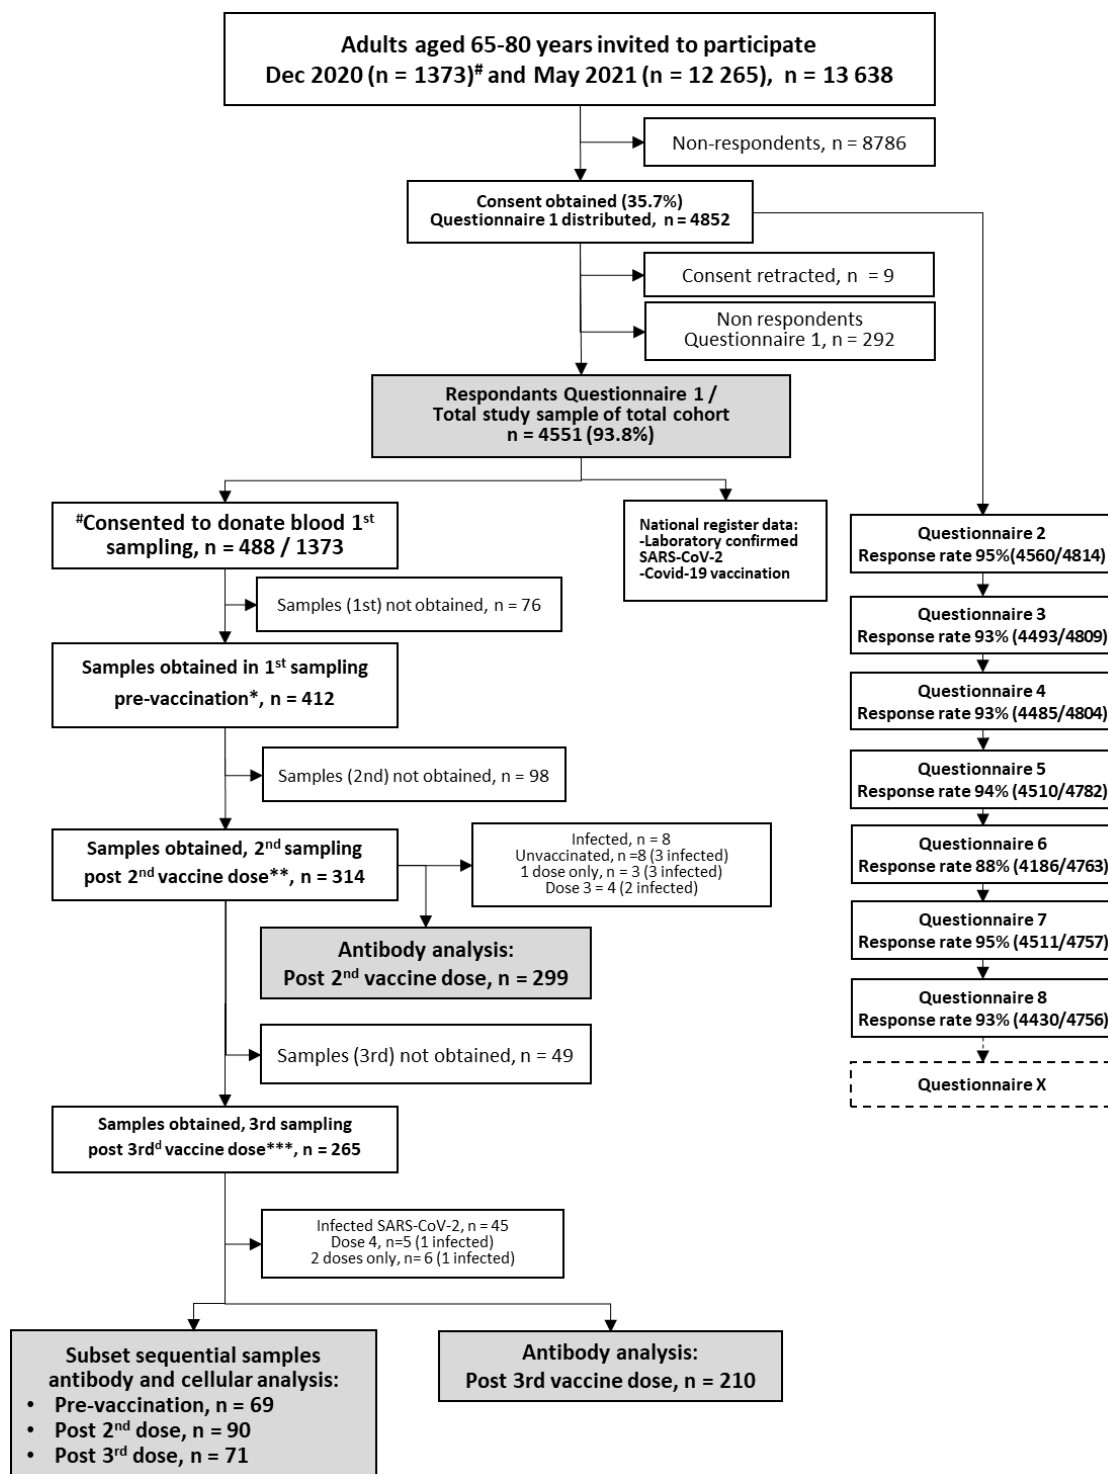 Adults aged 65-80 years invited to participate
Dec 2020 (n = 1373)# and May 2021 (n = 12 265),  n = 13 638
Non-respondents, n = 8786
Consent obtained (35.7%)
Questionnaire 1 distributed,  n = 4852
Consent retracted, n  = 9
Non respondents
Questionnaire 1, n = 292
Respondants Questionnaire 1 /
Total study sample of total cohort
n = 4551 (93.8%)
#Consented to donate blood 1st
sampling, n = 488 / 1373
National register data:
-Laboratory confirmed
SARS-CoV-2
-Covid-19 vaccination
Samples (1st) not obtained, n = 76
Samples obtained in 1st sampling
pre-vaccination*, n = 412
Samples (2nd) not obtained, n = 98
Samples obtained, 2nd sampling
post 2nd vaccine dose**, n = 314
Infected, n = 8
Unvaccinated, n =8 (3 infected)
1 dose only, n = 3 (3 infected)
Dose 3 = 4 (2 infected)
Antibody analysis:
Post 2nd vaccine dose, n = 299
Samples (3rd) not obtained, n = 49
Samples obtained, 3rd sampling
post 3rdd vaccine dose***, n = 265
Infected SARS-CoV-2, n = 45
Dose 4, n=5 (1 infected)
2 doses only, n= 6 (1 infected)
Subset sequential samples
antibody and cellular analysis:
• Pre-vaccination, n = 69
• Post 2nd dose, n = 90
• Post 3rd dose, n = 71
Antibody analysis:
Post 3rd vaccine dose, n = 210
Questionnaire 2
Response rate 95%(4560/4814)
Questionnaire 3
Response rate 93% (4493/4809)
Questionnaire 4
Response rate 93% (4485/4804)
Questionnaire 5
Response rate 94% (4510/4782)
Questionnaire 6
Response rate 88% (4186/4763)
Questionnaire 7
Response rate 95% (4511/4757)
Questionnaire 8
Response rate 93% (4430/4756)
Questionnaire X